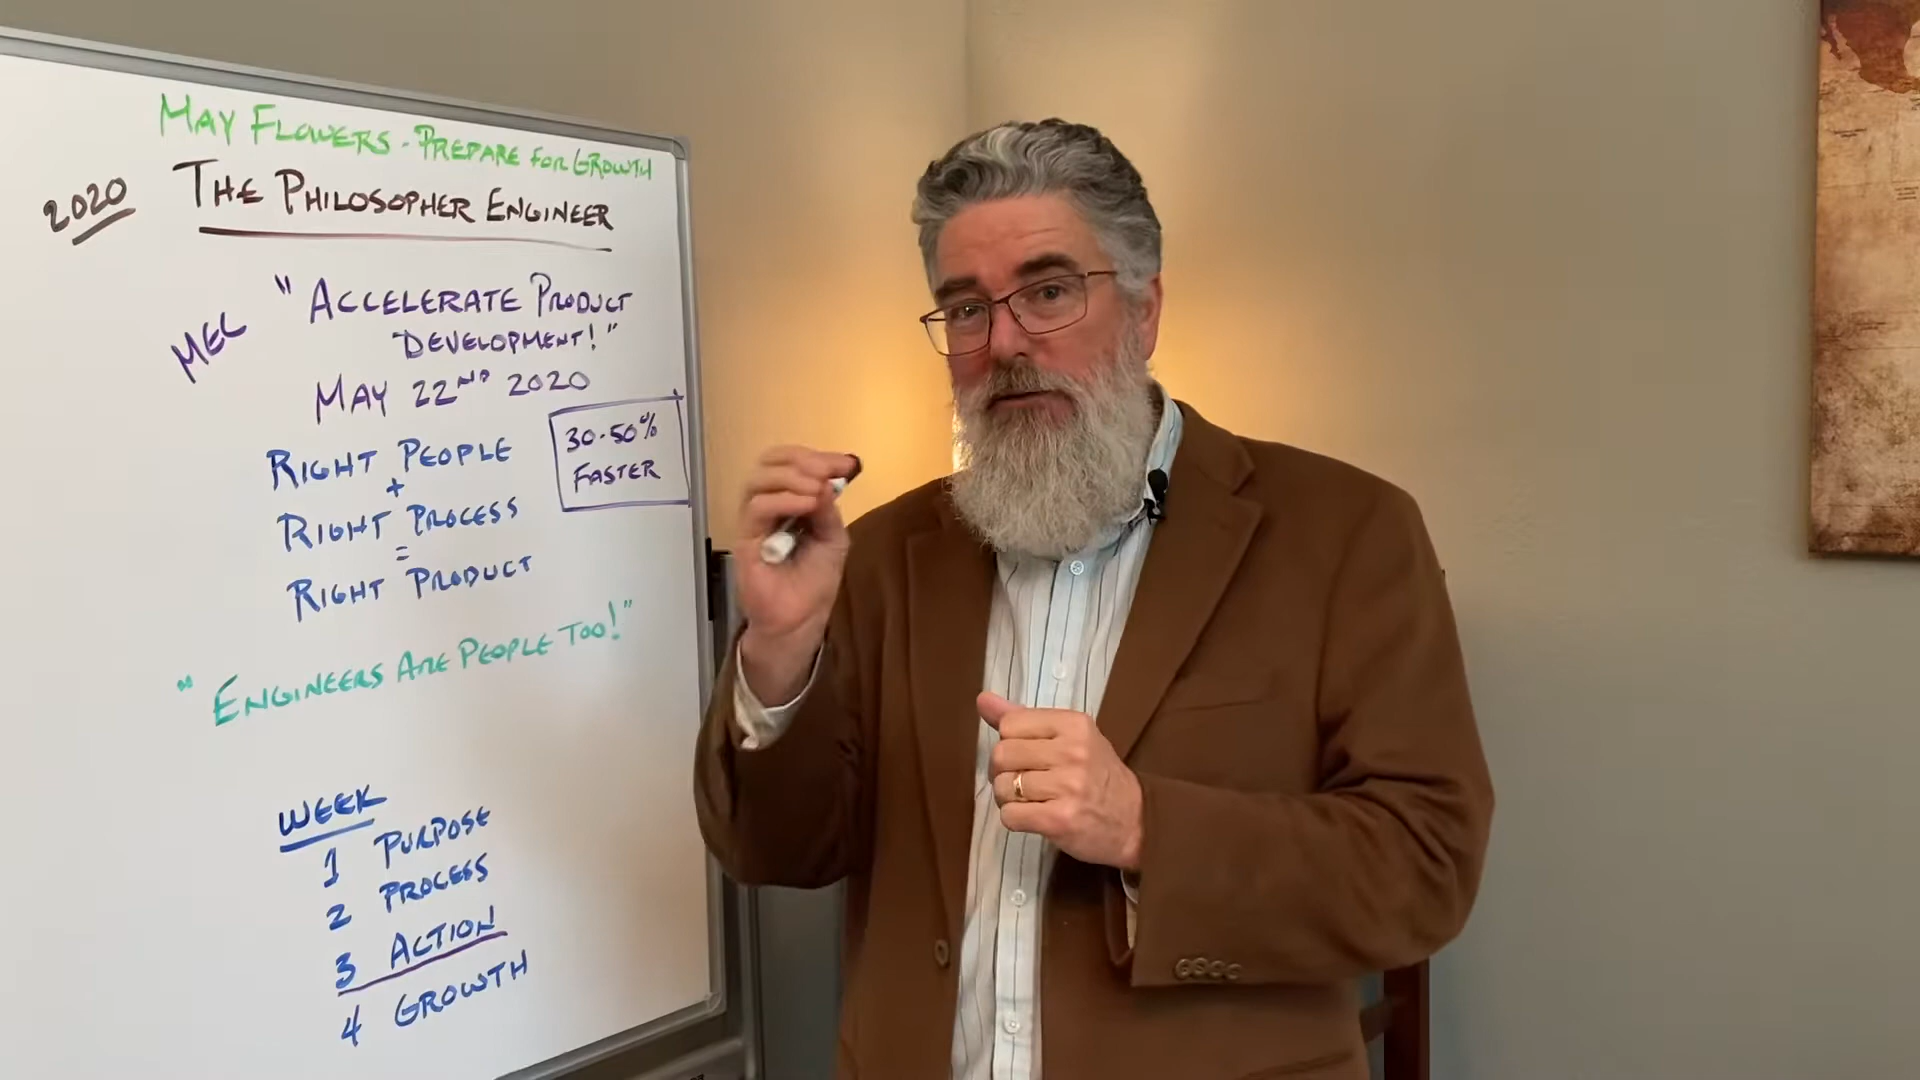 MAY FLOWERS - PREPARE FOR GROWTH
2020 THE PHILOSOPHER ENGINEER
MEC "ACCELERATE PRODUCT
DEVELOPMENT!"
MAY 22ND 2020
30-50%
FASTER
RIGHT PEOPLE
+
RIGHT PROCESS
=
RIGHT PRODUCT
"ENGINEERS ARE PEOPLE TOO!"
WEEK
1 PURPOSE
2 PROCESS
3 ACTION
4 GROWTH